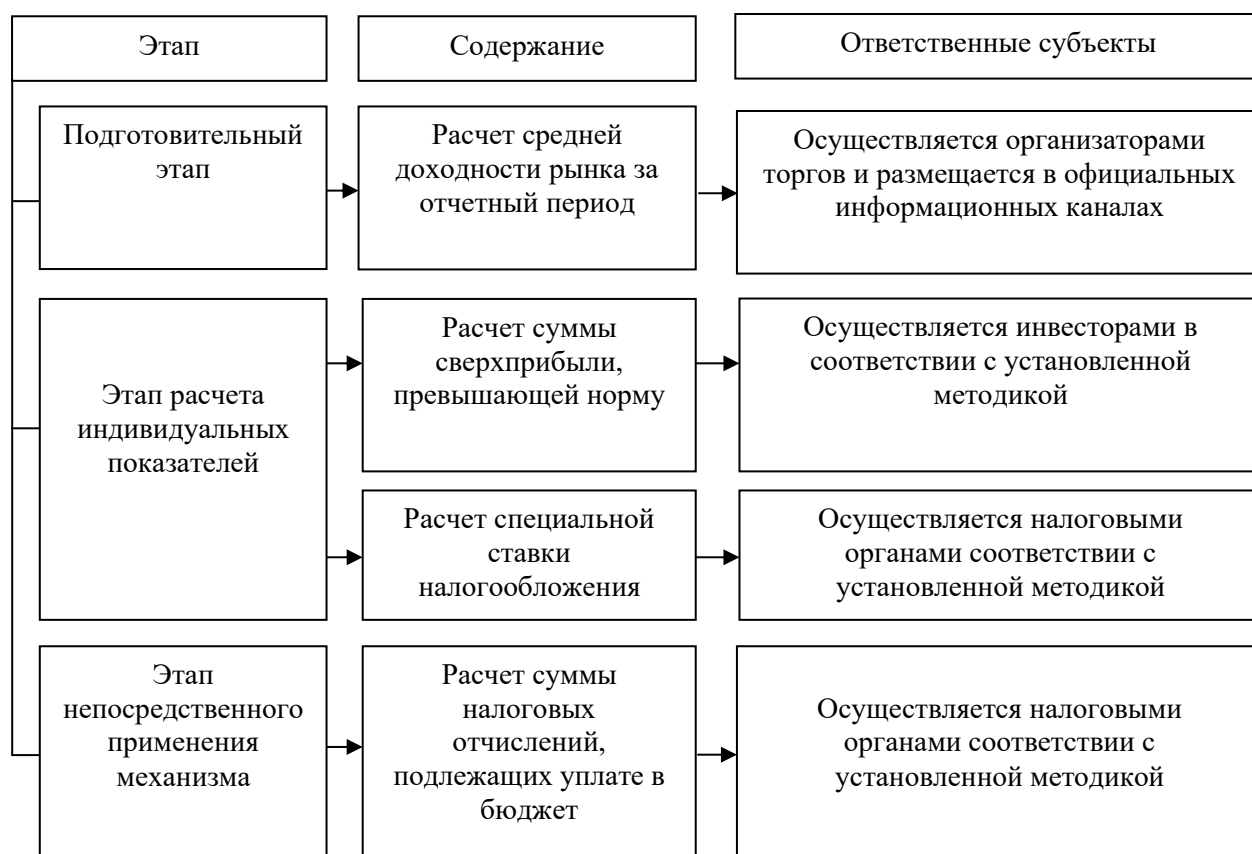 Этап
Содержание
Ответственные субъекты
Подготовительный
этап
Расчет средней
доходности рынка за
отчетный период
Осуществляется организаторами
торгов и размещается в официальных
информационных каналах
Этап расчета
индивидуальных
показателей
Расчет суммы
сверхприбыли,
превышающей норму
Осуществляется инвесторами в
соответствии с установленной
методикой
Расчет специальной
ставки
налогообложения
Осуществляется налоговыми
органами соответствии с
установленной методикой
Этап
непосредственного
применения
механизма
Расчет суммы
налоговых
отчислений,
подлежащих уплате в
бюджет
Осуществляется налоговыми
органами соответствии с
установленной методикой